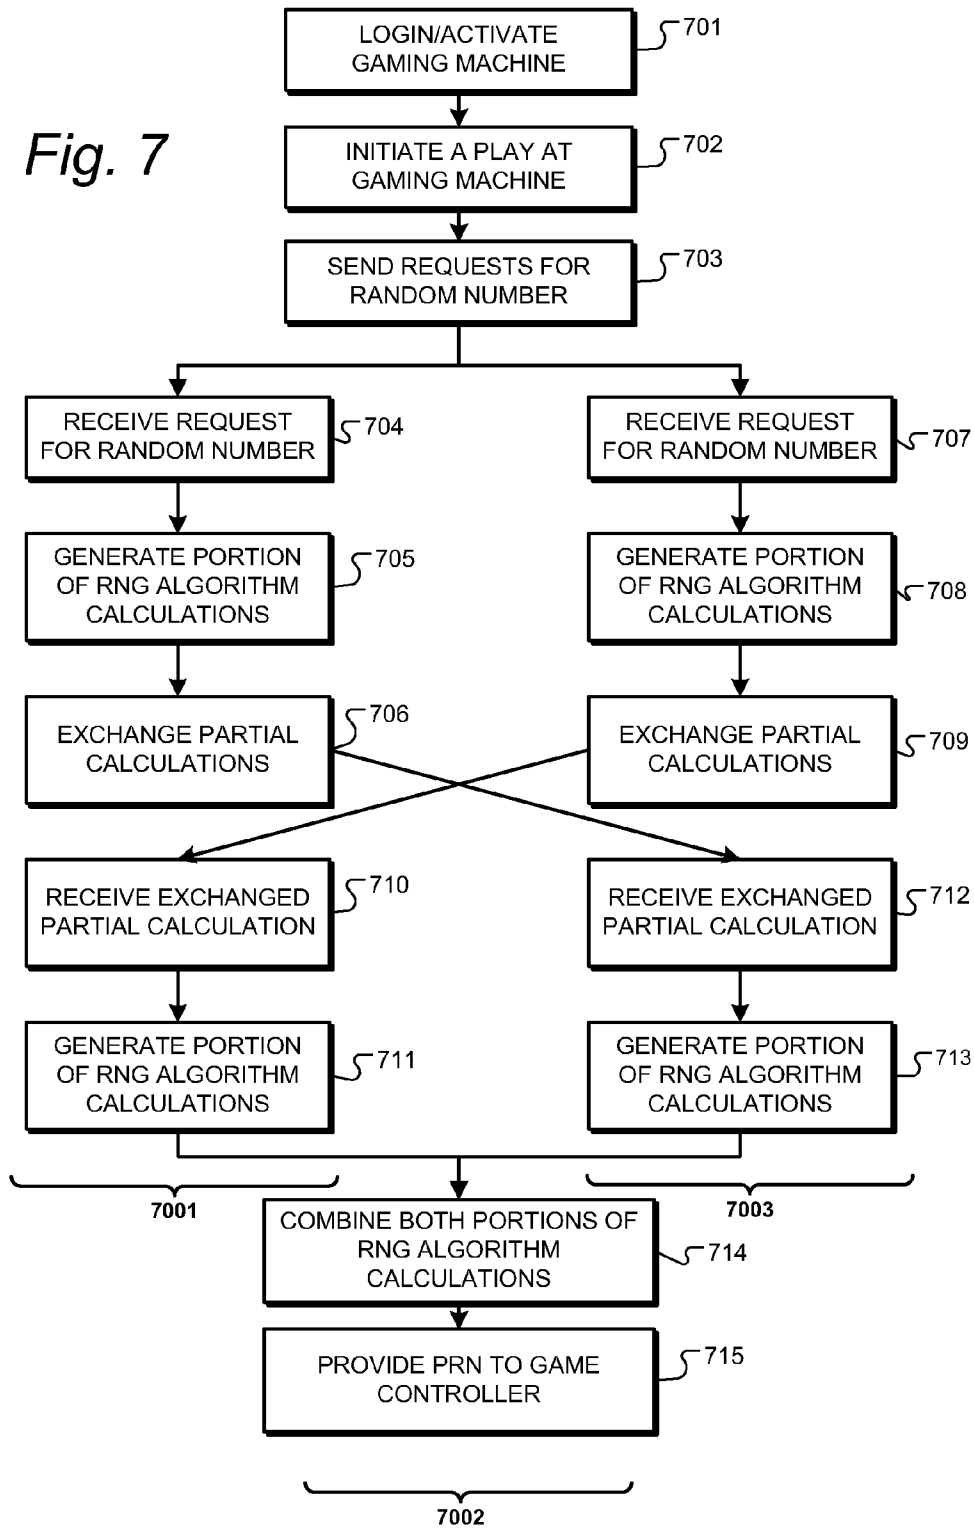 Fig. 7
LOGIN/ACTIVATE
GAMING MACHINE
701
INITIATE A PLAY AT
GAMING MACHINE
702
SEND REQUESTS FOR
RANDOM NUMBER
703
RECEIVE REQUEST
FOR RANDOM NUMBER
704
RECEIVE REQUEST
FOR RANDOM NUMBER
707
GENERATE PORTION
OF RNG ALGORITHM
CALCULATIONS
705
GENERATE PORTION
OF RNG ALGORITHM
CALCULATIONS
708
EXCHANGE PARTIAL
CALCULATIONS
706
EXCHANGE PARTIAL
CALCULATIONS
709
RECEIVE EXCHANGED
PARTIAL CALCULATION
710
RECEIVE EXCHANGED
PARTIAL CALCULATION
712
GENERATE PORTION
OF RNG ALGORITHM
CALCULATIONS
711
GENERATE PORTION
OF RNG ALGORITHM
CALCULATIONS
713
7001
7003
COMBINE BOTH PORTIONS OF
RNG ALGORITHM
CALCULATIONS
714
PROVIDE PRN TO GAME
CONTROLLER
715
7002